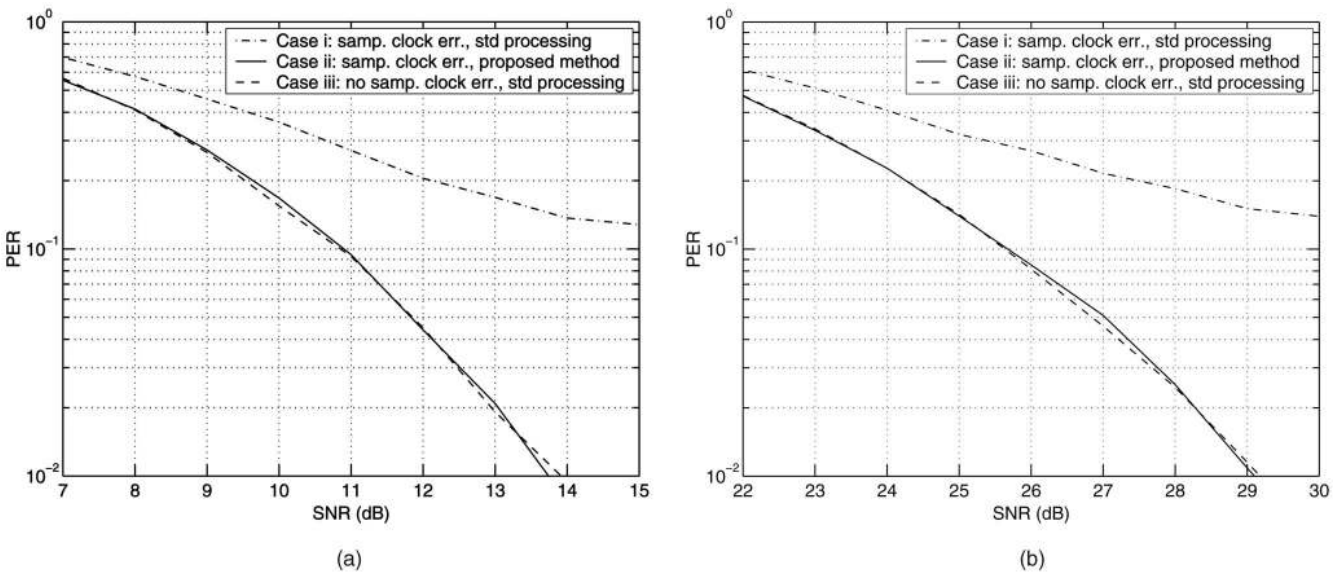 10^0
Case i: samp. clock err., std processing
Case ii: samp. clock err., proposed method
Case iii: no samp. clock err., std processing
PER
10^-1
10^-2
7 8 9 10 11 12 13 14 15
SNR (dB)
(a)
10^0
Case i: samp. clock err., std processing
Case ii: samp. clock err., proposed method
Case iii: no samp. clock err., std processing
PER
10^-1
10^-2
22 23 24 25 26 27 28 29 30
SNR (dB)
(b)